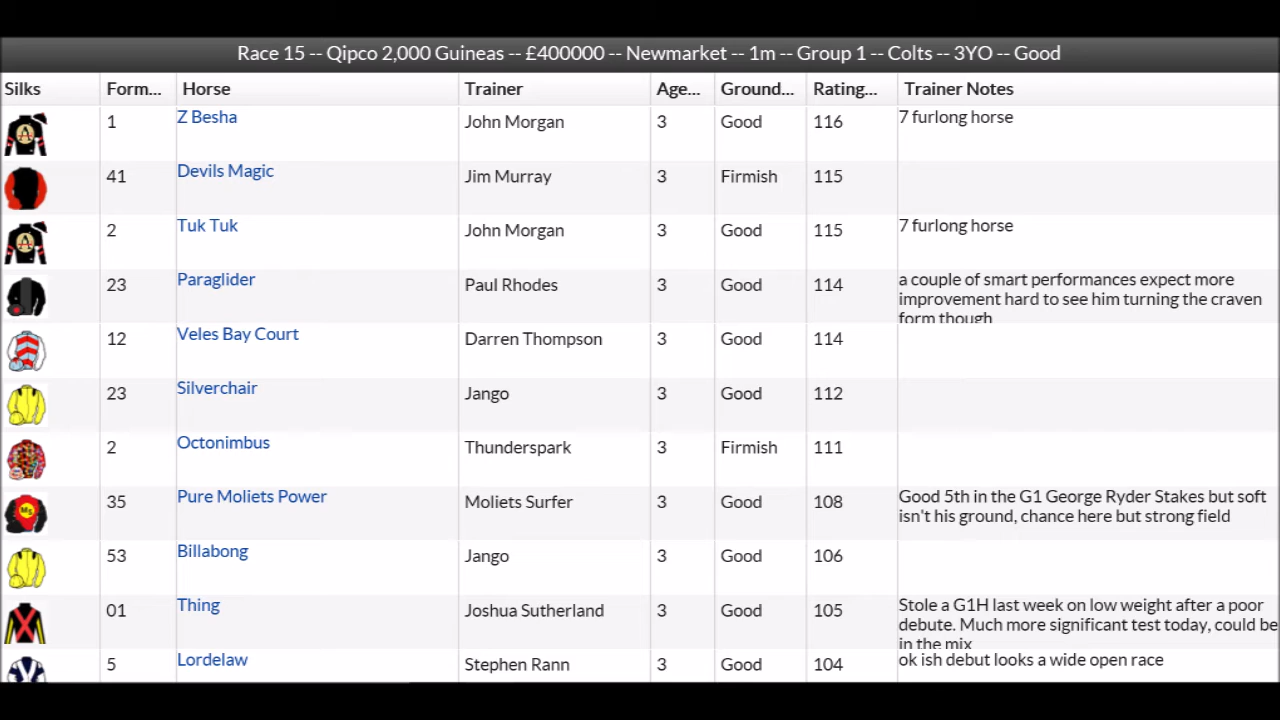 Race 15 -- Qipco 2,000 Guineas -- £400000 -- Newmarket -- 1m -- Group 1 -- Colts -- 3YO -- Good
Silks Form... Horse Trainer Age... Ground... Rating... Trainer Notes
1 Z Besha John Morgan 3 Good 116 7 furlong horse
41 Devils Magic Jim Murray 3 Firmish 115
2 Tuk Tuk John Morgan 3 Good 115 7 furlong horse
23 Paraglider Paul Rhodes 3 Good 114 a couple of smart performances expect more
improvement hard to see him turning the craven
form though
12 Veles Bay Court Darren Thompson 3 Good 114
23 Silverchair Jango 3 Good 112
2 Octonimbus Thunderspark 3 Firmish 111
35 Pure Moliets Power Moliets Surfer 3 Good 108 Good 5th in the G1 George Ryder Stakes but soft
isn't his ground, chance here but strong field
53 Billabong Jango 3 Good 106
01 Thing Joshua Sutherland 3 Good 105 Stole a G1H last week on low weight after a poor
debute. Much more significant test today, could be
in the mix
5 Lordelaw Stephen Rann 3 Good 104 ok ish debut looks a wide open race